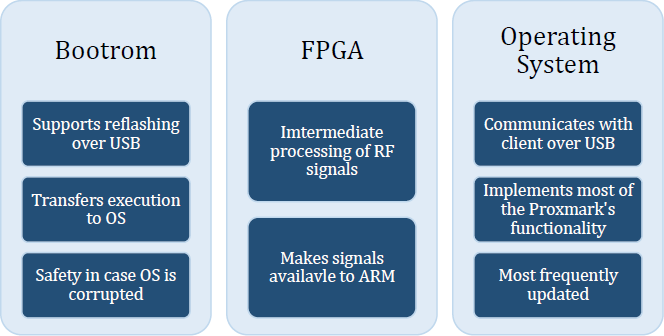 Bootrom
Supports reflashing
over USB
Transfers execution
to OS
Safety in case OS is
corrupted
FPGA
Imtermediate
processing of RF
signals
Makes signals
availavle to ARM
Operating
System
Communicates with
client over USB
Implements most of
the Proxmark's
functionality
Most frequently
updated